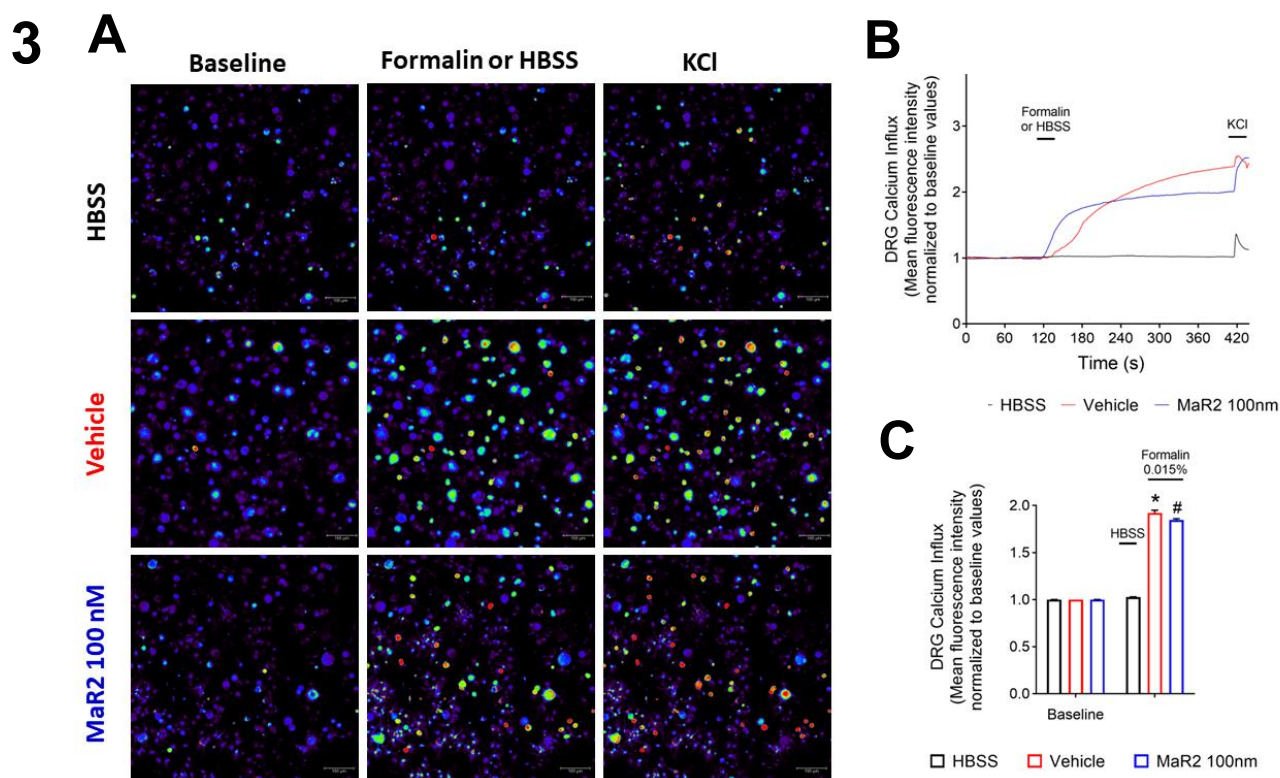 3
A
Baseline
Formalin or HBSS
KCl
HBSS
Vehicle
MaR2 100 nM
B
DRG Calcium Influx
(Mean fluorescence intensity
normalized to baseline values)
3
2
1
0
Formalin
or HBSS
KCl
0 60 120 180 240 300 360 420
Time (s)
HBSS Vehicle MaR2 100nm
C
DRG Calcium Influx
(Mean fluorescence intensity
normalized to baseline values)
2.0
1.5
1.0
0.5
0.0
Formalin
0.015%
* #
HBSS
Baseline
HBSS Vehicle MaR2 100nm